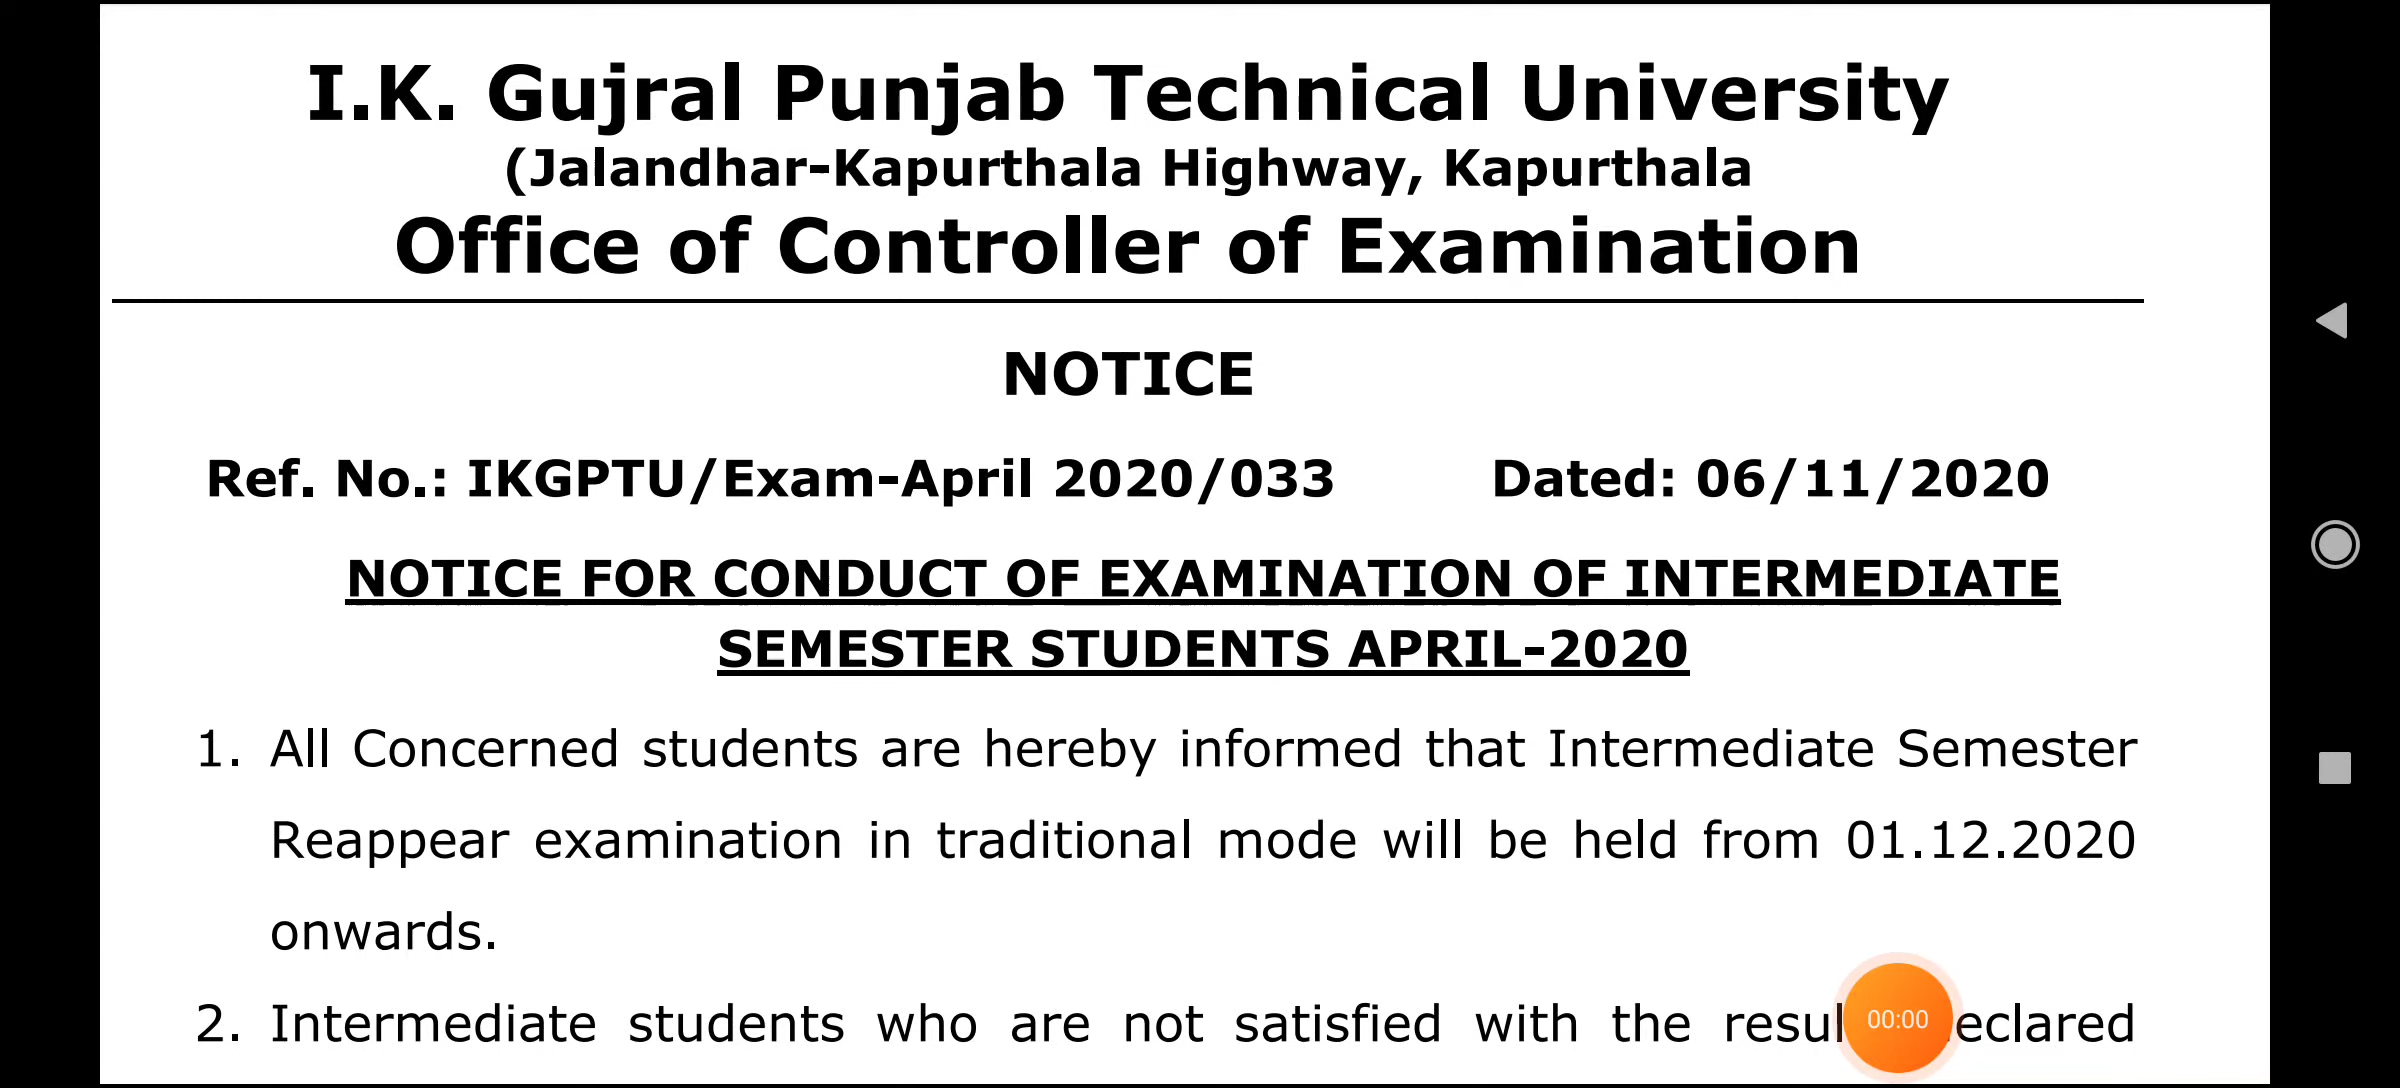 I.K. Gujral Punjab Technical University
(Jalandhar-Kapurthala Highway, Kapurthala
Office of Controller of Examination
NOTICE
Ref. No.: IKGPTU/Exam-April 2020/033 Dated: 06/11/2020
NOTICE FOR CONDUCT OF EXAMINATION OF INTERMEDIATE
SEMESTER STUDENTS APRIL-2020
1. All Concerned students are hereby informed that Intermediate Semester
Reappear examination in traditional mode will be held from 01.12.2020
onwards.
2. Intermediate students who are not satisfied with the
00:00